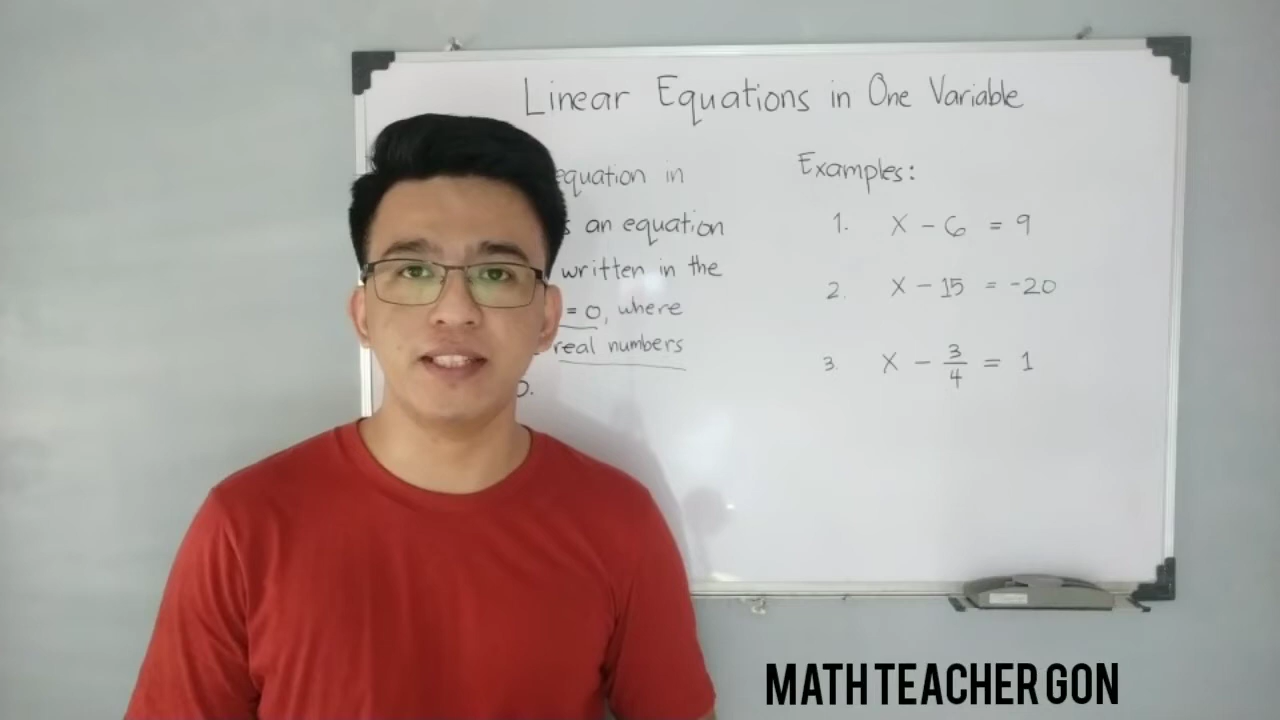 Linear Equations in One Variable
equation in
an equation
written in the
= 0, where
real numbers
0.
Examples:
1. x - 6 = 9
2. x - 15 = -20
3. x - 3/4 = 1
MATH TEACHER GON